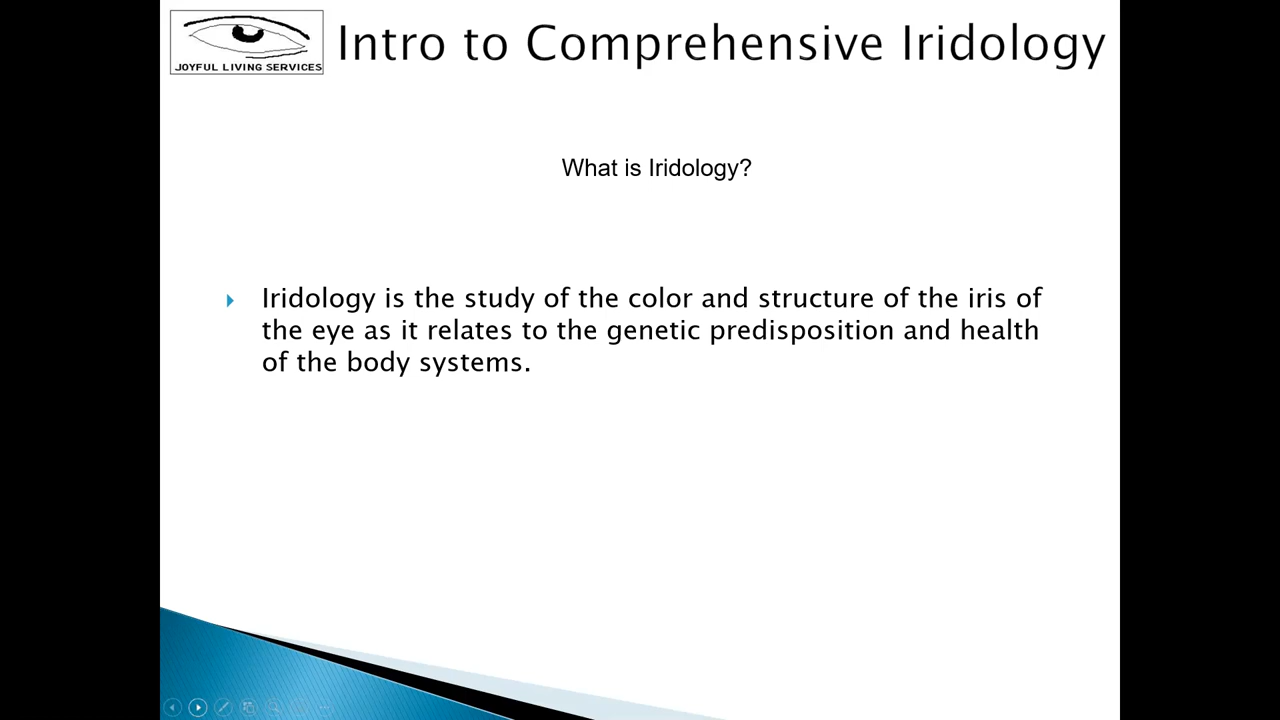 JOYFUL LIVING SERVICES
Intro to Comprehensive Iridology
What is Iridology?
Iridology is the study of the color and structure of the iris of
the eye as it relates to the genetic predisposition and health
of the body systems.